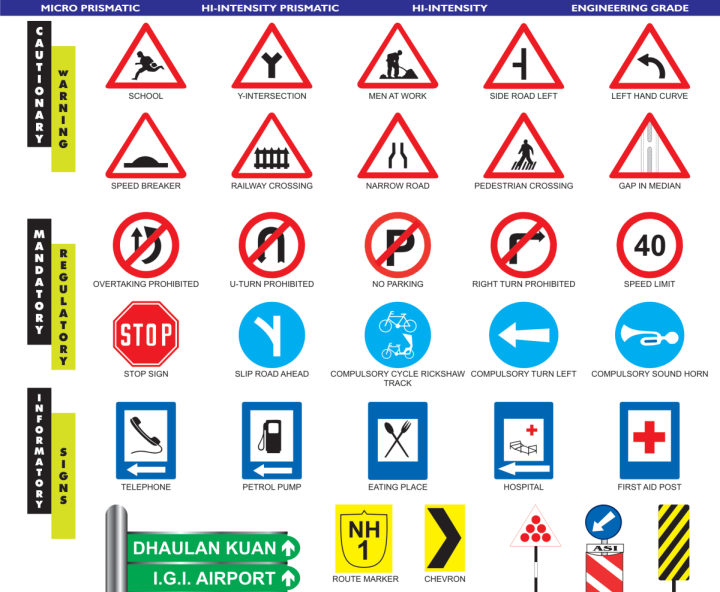 MICRO PRISMATIC HI-INTENSITY PRISMATIC HI-INTENSITY ENGINEERING GRADE
CAUTIONARY
WARNING
SCHOOL Y-INTERSECTION MEN AT WORK SIDE ROAD LEFT LEFT HAND CURVE
SPEED BREAKER RAILWAY CROSSING NARROW ROAD PEDESTRIAN CROSSING GAP IN MEDIAN
MANDATORY
REGULATORY
P
40
OVERTAKING PROHIBITED U-TURN PROHIBITED NO PARKING RIGHT TURN PROHIBITED SPEED LIMIT
STOP
STOP SIGN SLIP ROAD AHEAD COMPULSORY CYCLE RICKSHAW COMPULSORY TURN LEFT COMPULSORY SOUND HORN
TRACK
INFORMATORY
SIGNS
TELEPHONE PETROL PUMP EATING PLACE HOSPITAL FIRST AID POST
DHAULAN KUAN
I.G.I. AIRPORT
NH
1
ROUTE MARKER CHEVRON
ASI